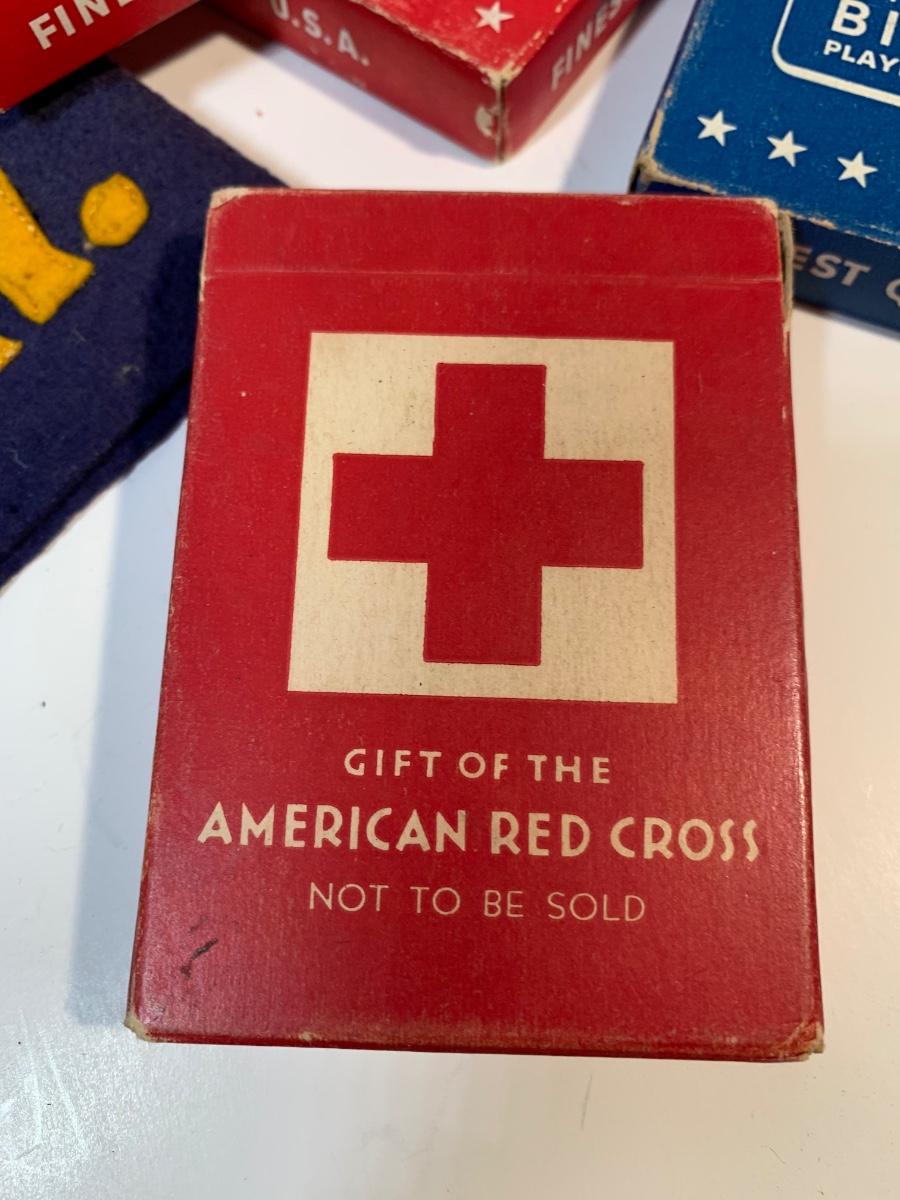 U.S.A.
GIFT OF THE
AMERICAN RED CROSS
NOT TO BE SOLD